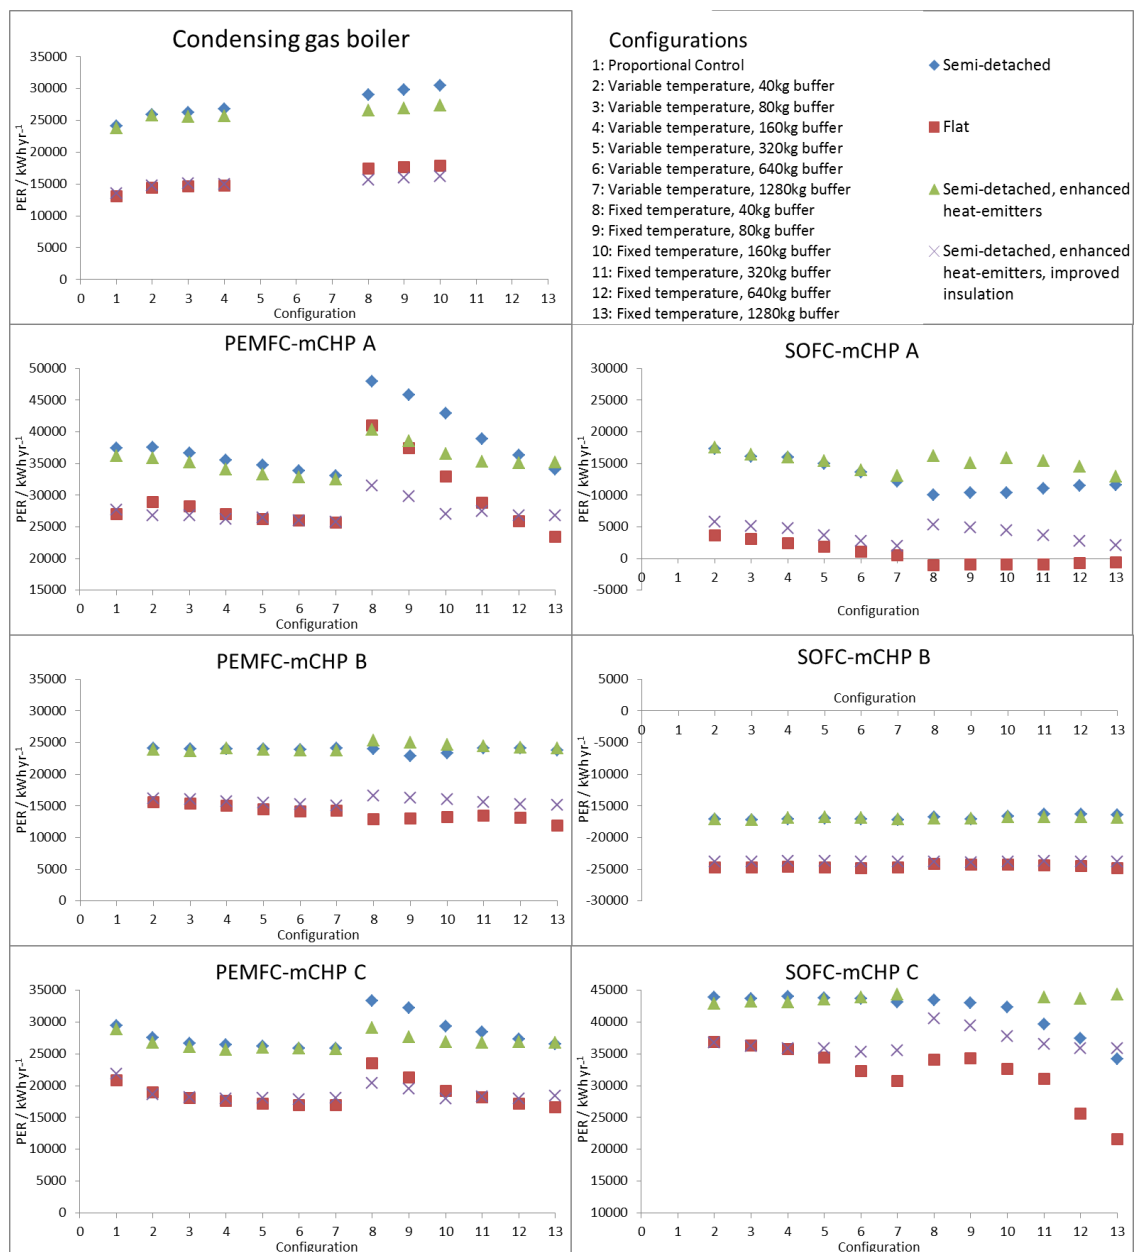 Condensing gas boiler
35000
30000
25000
20000
15000
10000
5000
0
PER / kWhyr-1
0 1 2 3 4 5 6 7 8 9 10 11 12 13
Configuration
Configurations
1: Proportional Control
2: Variable temperature, 40kg buffer
3: Variable temperature, 80kg buffer
4: Variable temperature, 160kg buffer
5: Variable temperature, 320kg buffer
6: Variable temperature, 640kg buffer
7: Variable temperature, 1280kg buffer
8: Fixed temperature, 40kg buffer
9: Fixed temperature, 80kg buffer
10: Fixed temperature, 160kg buffer
11: Fixed temperature, 320kg buffer
12: Fixed temperature, 640kg buffer
13: Fixed temperature, 1280kg buffer
Semi-detached
Flat
Semi-detached, enhanced
heat-emitters
Semi-detached, enhanced
heat-emitters, improved
insulation
PEMFC-mCHP A
50000
45000
40000
35000
30000
25000
20000
15000
PER / kWhyr-1
0 1 2 3 4 5 6 7 8 9 10 11 12 13
Configuration
SOFC-mCHP A
30000
25000
20000
15000
10000
5000
0
-5000
PER / kWhyr-1
0 1 2 3 4 5 6 7 8 9 10 11 12 13
Configuration
PEMFC-mCHP B
35000
30000
25000
20000
15000
10000
5000
0
PER / kWhyr-1
0 1 2 3 4 5 6 7 8 9 10 11 12 13
Configuration
SOFC-mCHP B
Configuration
5000
0
-5000
-10000
-15000
-20000
-25000
-30000
PER / kWhyr-1
0 1 2 3 4 5 6 7 8 9 10 11 12 13
PEMFC-mCHP C
35000
30000
25000
20000
15000
10000
5000
0
PER / kWhyr-1
0 1 2 3 4 5 6 7 8 9 10 11 12 13
Configuration
SOFC-mCHP C
45000
40000
35000
30000
25000
20000
15000
10000
PER / kWhyr-1
0 1 2 3 4 5 6 7 8 9 10 11 12 13
Configuration